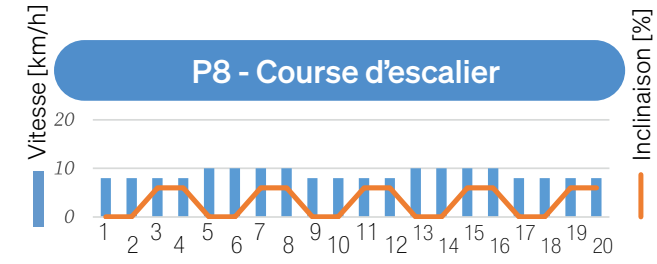 Vitesse [km/h]
P8 - Course d'escalier
Inclinaison [%]
20
10
0
1 2 3 4 5 6 7 8 9 10 11 12 13 14 15 16 17 18 19 20